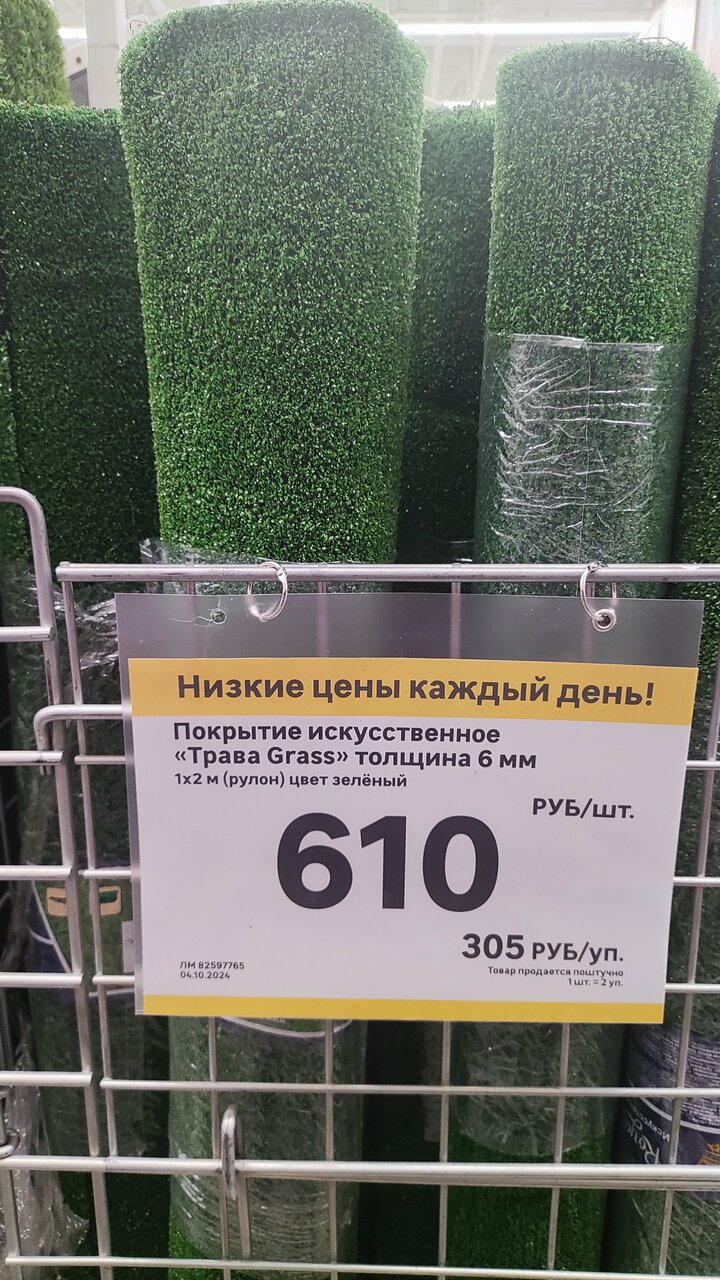 Низкие цены каждый день!
Покрытие искусственное
«Трава Grass» толщина 6 мм
1х2 м (рулон) цвет зелёный
РУБ/шт.
610
305 РУБ/уп.
Товар продается поштучно
1 шт. = 2 уп.
ЛМ 82597765
04.10.2024